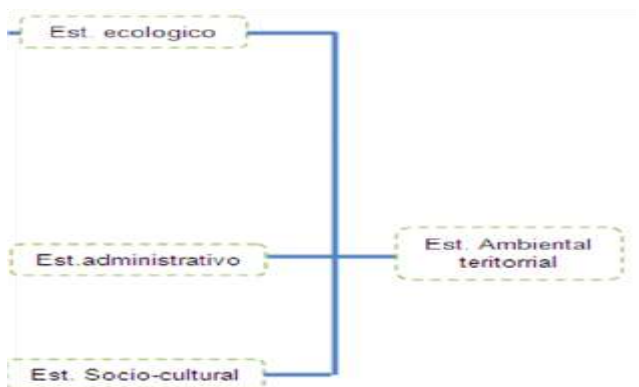 Est. ecologico
Est.administrativo
Est. Ambiental
teritorrial
Est. Socio-cultural